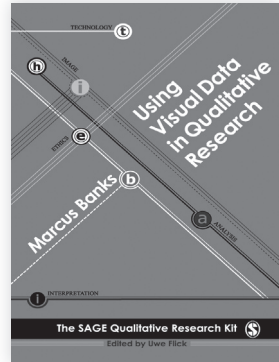 TECHNOLOGY t
h
IMAGE
i
Using
Visual Data
in Qualitative
Research
ETHICS
e
b
Marcus Banks
a
ANALYSIS
i INTERPRETATION
The SAGE Qualitative Research Kit S
Edited by Uwe Flick